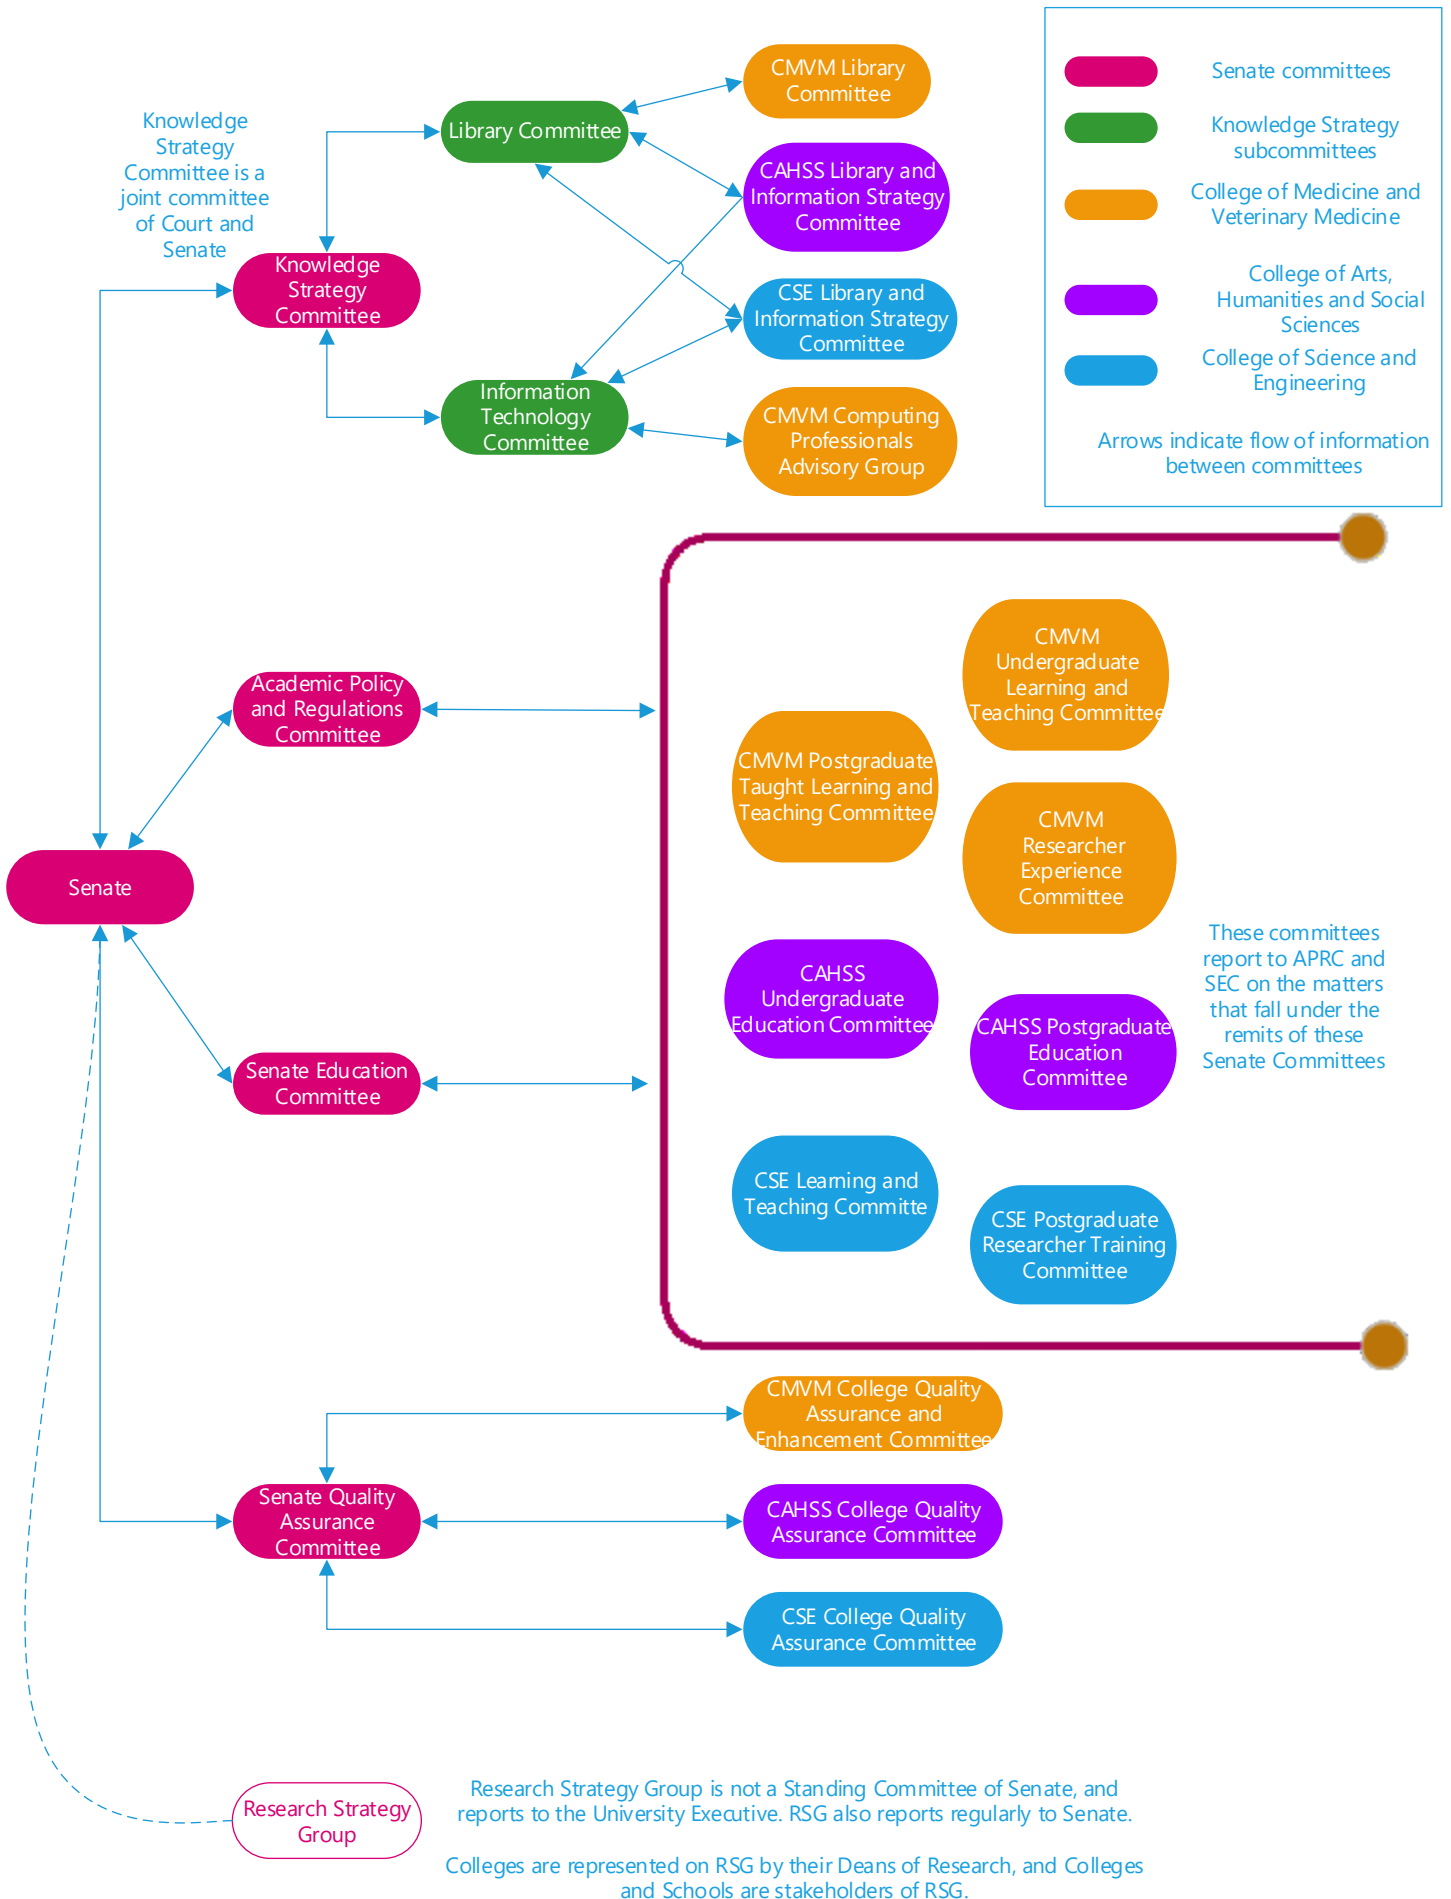 Knowledge
Strategy
Committee is a
joint committee
of Court and
Senate
Knowledge
Strategy
Committee
Library Committee
Information
Technology
Committee
CMVM Library
Committee
CAHSS Library and
Information Strategy
Committee
CSE Library and
Information Strategy
Committee
CMVM Computing
Professionals
Advisory Group
Senate committees
Knowledge Strategy
subcommittees
College of Medicine and
Veterinary Medicine
College of Arts,
Humanities and Social
Sciences
College of Science and
Engineering
Arrows indicate flow of information
between committees
Academic Policy
and Regulations
Committee
Senate
Senate Education
Committee
CMVM
Undergraduate
Learning and
Teaching Committee
CMVM Postgraduate
Taught Learning and
Teaching Committee
CMVM
Researcher
Experience
Committee
CAHSS
Undergraduate
Education Committee
CAHSS Postgraduate
Education
Committee
CSE Learning and
Teaching Committe
CSE Postgraduate
Researcher Training
Committee
These committees
report to APRC and
SEC on the matters
that fall under the
remits of these
Senate Committees
Senate Quality
Assurance
Committee
CMVM College Quality
Assurance and
Enhancement Committee
CAHSS College Quality
Assurance Committee
CSE College Quality
Assurance Committee
Research Strategy
Group
Research Strategy Group is not a Standing Committee of Senate, and
reports to the University Executive. RSG also reports regularly to Senate.
Colleges are represented on RSG by their Deans of Research, and Colleges
and Schools are stakeholders of RSG.